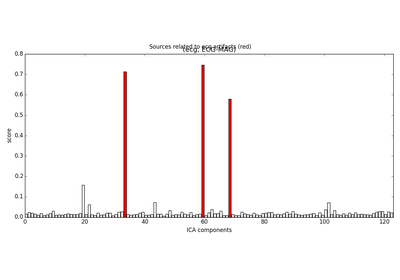 Sources related to ecg artifacts (red)
(ecg, ECG-MAG)
0.8
0.7
0.6
0.5
0.4
0.3
0.2
0.1
0.0
score
0 20 40 60 80 100 120
ICA components